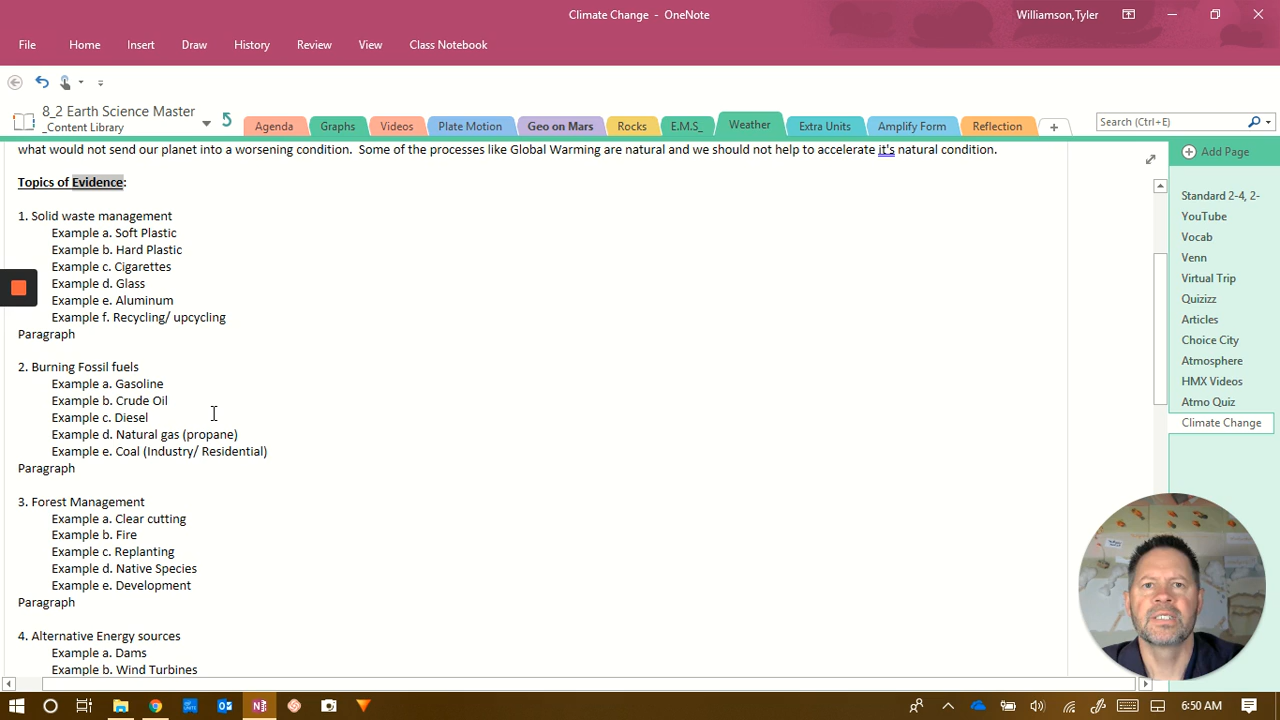 Climate Change - OneNote
Williamson,Tyler
File Home Insert Draw History Review View Class Notebook
8_2 Earth Science Master
_Content Library
Agenda Graphs Videos Plate Motion Geo on Mars Rocks E.M.S_ Weather Extra Units Amplify Form Reflection +
Search (Ctrl+E)
what would not send our planet into a worsening condition. Some of the processes like Global Warming are natural and we should not help to accelerate it's natural condition.
Topics of Evidence:
1. Solid waste management
Example a. Soft Plastic
Example b. Hard Plastic
Example c. Cigarettes
Example d. Glass
Example e. Aluminum
Example f. Recycling/ upcycling
Paragraph
2. Burning Fossil fuels
Example a. Gasoline
Example b. Crude Oil
Example c. Diesel
Example d. Natural gas (propane)
Example e. Coal (Industry/ Residential)
Paragraph
3. Forest Management
Example a. Clear cutting
Example b. Fire
Example c. Replanting
Example d. Native Species
Example e. Development
Paragraph
4. Alternative Energy sources
Example a. Dams
Example b. Wind Turbines
Add Page
Standard 2-4, 2-
YouTube
Vocab
Venn
Virtual Trip
Quizizz
Articles
Choice City
Atmosphere
HMX Videos
Atmo Quiz
Climate Change
6:50 AM